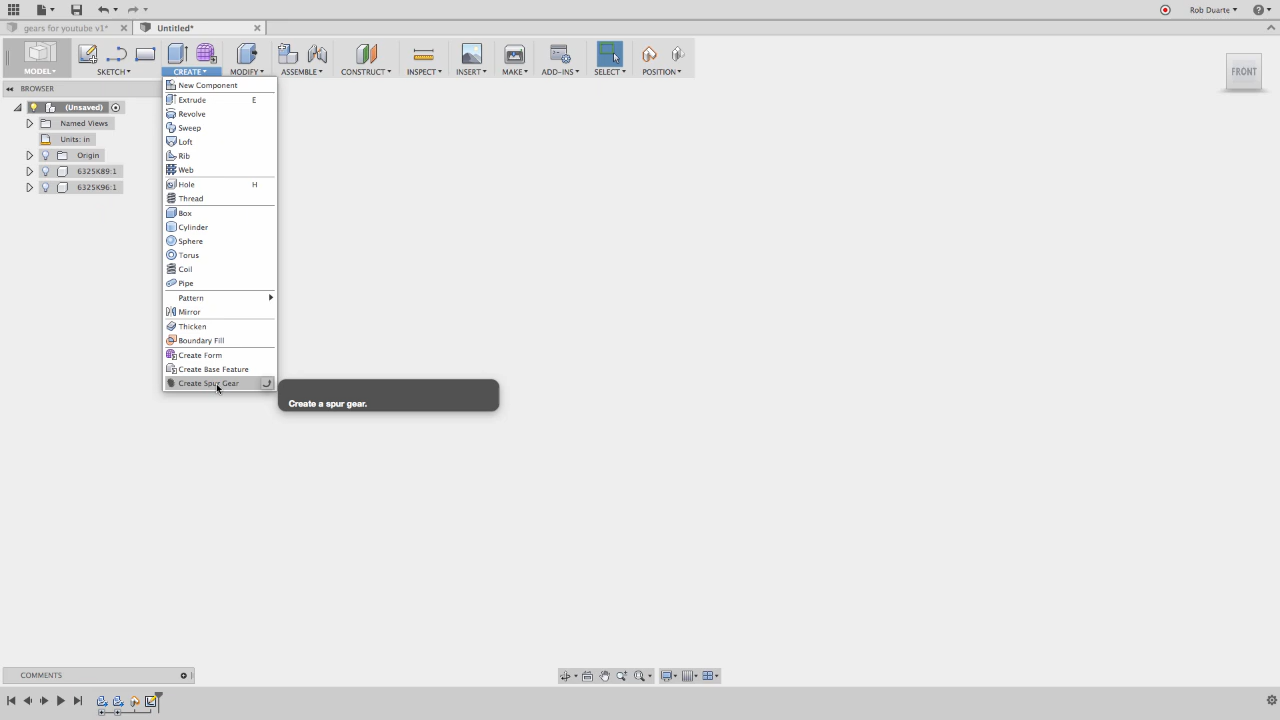 Rob Duarte
gears for youtube v1*
Untitled*
MODEL
SKETCH
CREATE
MODIFY
ASSEMBLE
CONSTRUCT
INSPECT
INSERT
MAKE
ADD-INS
SELECT
POSITION
FRONT
BROWSER
(Unsaved)
Named Views
Units: in
Origin
6325K89:1
6325K96:1
New Component
Extrude E
Revolve
Sweep
Loft
Rib
Web
Hole H
Thread
Box
Cylinder
Sphere
Torus
Coil
Pipe
Pattern
Mirror
Thicken
Boundary Fill
Create Form
Create Base Feature
Create Spur Gear
Create a spur gear.
COMMENTS